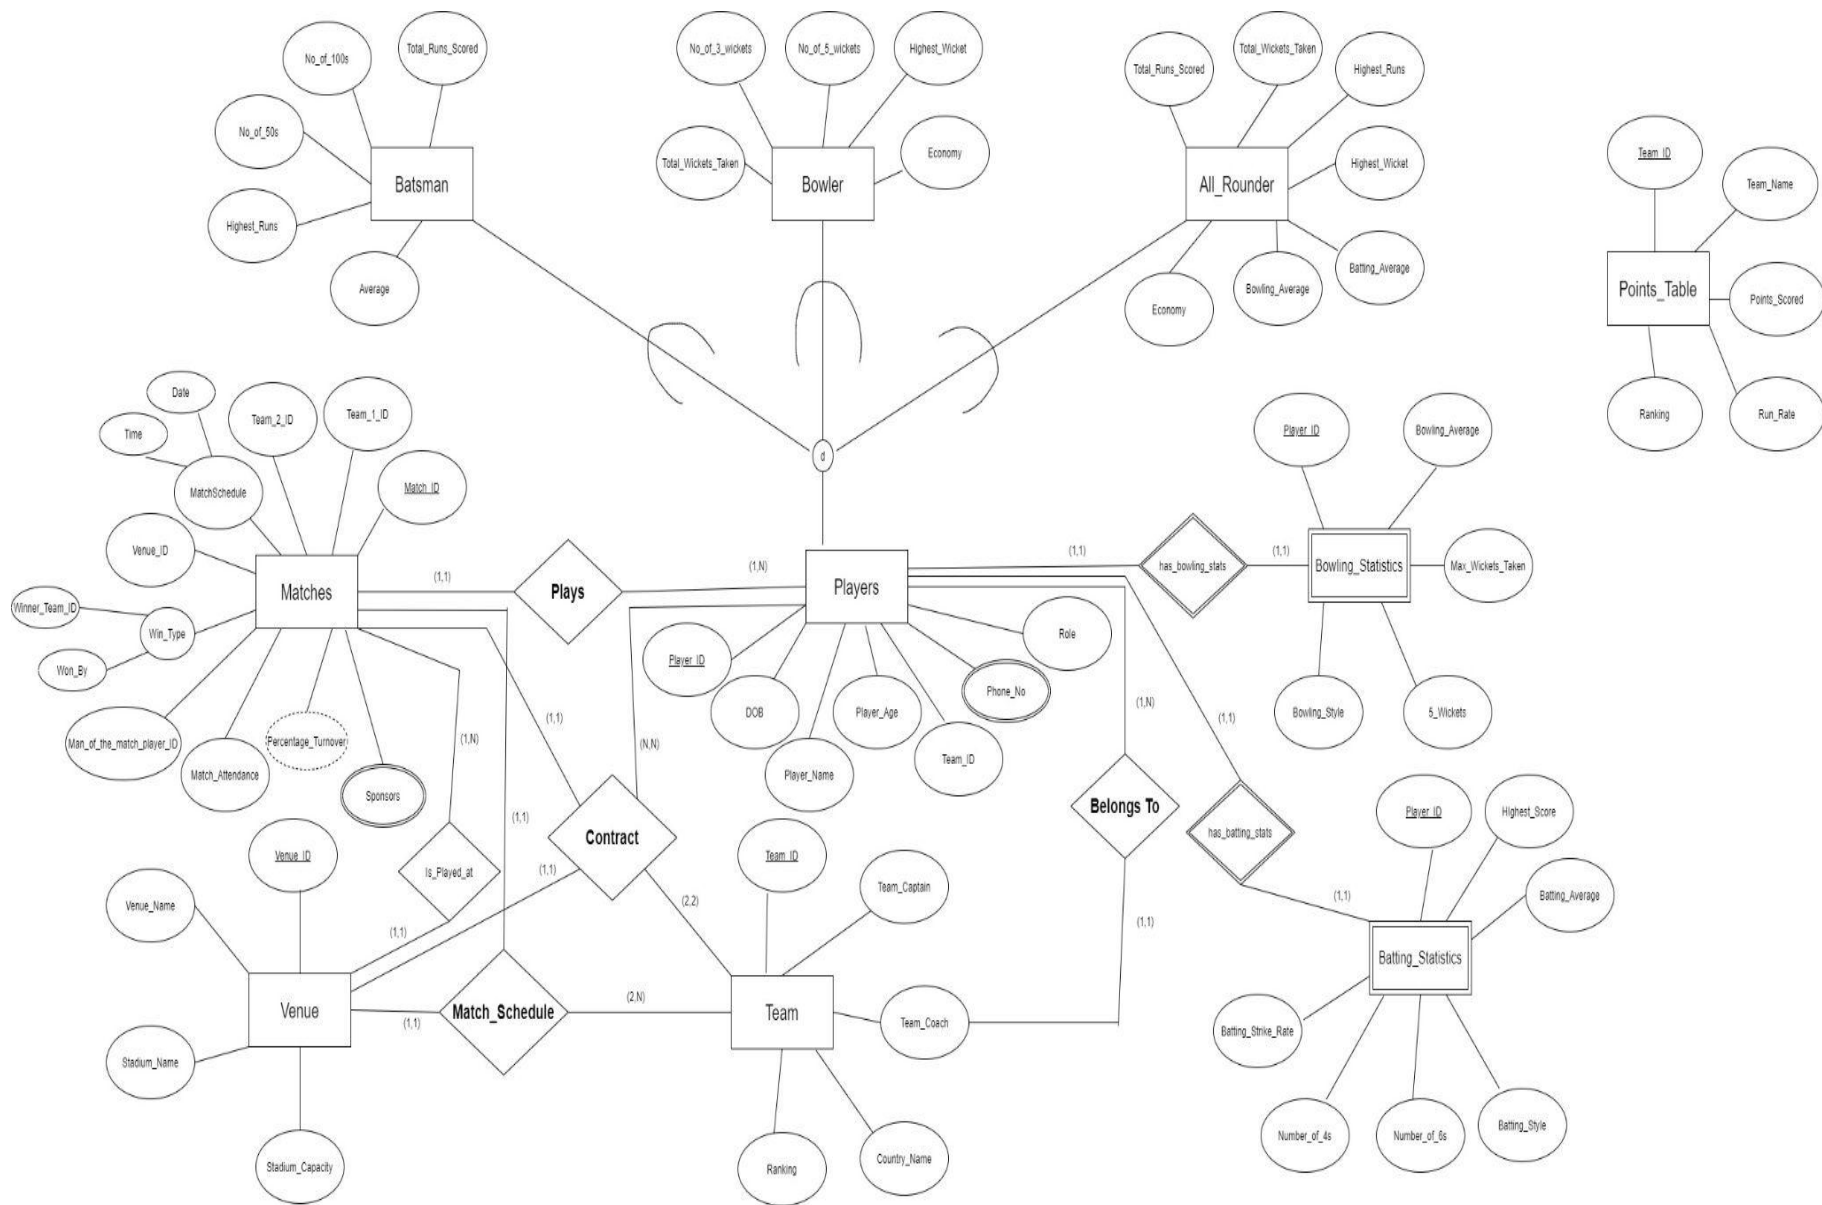 No_of_100s
Total_Runs_Scored
No_of_50s
Batsman
Highest_Runs
Average
No_of_3_wickets
No_of_5_wickets
Highest_Wicket
Total_Wickets_Taken
Economy
Bowler
Total_Runs_Scored
Total_Wickets_Taken
Highest_Runs
Highest_Wicket
All_Rounder
Batting_Average
Bowling_Average
Economy
Team_ID
Team_Name
Points_Table
Points_Scored
Ranking
Run_Rate
d
Date
Time
Team_2_ID
Team_1_ID
MatchSchedule
Match_ID
Venue_ID
Matches
Winner_Team_ID
Win_Type
Won_By
Man_of_the_match_player_ID
Match_Attendance
Percentage_Turnover
Sponsors
(1,1)
Plays
(1,N)
Players
Player_ID
DOB
Player_Name
Player_Age
Team_ID
Phone_No
Role
(1,1)
has_bowling_stats
(1,1)
Bowling_Statistics
Player_ID
Bowling_Average
Max_Wickets_Taken
Bowling_Style
5_Wickets
(1,1)
(N,N)
(1,N)
(1,1)
(1,N)
(1,1)
Contract
Belongs To
has_batting_stats
Is_Played_at
(1,1)
(2,2)
(1,1)
(1,1)
(1,1)
Player_ID
Highest_Score
Batting_Average
Batting_Statistics
Batting_Strike_Rate
Number_of_4s
Number_of_6s
Batting_Style
Venue_ID
Venue_Name
Venue
Stadium_Name
Stadium_Capacity
(1,1)
Match_Schedule
(2,N)
Team_ID
Team_Captain
Team
Team_Coach
Ranking
Country_Name